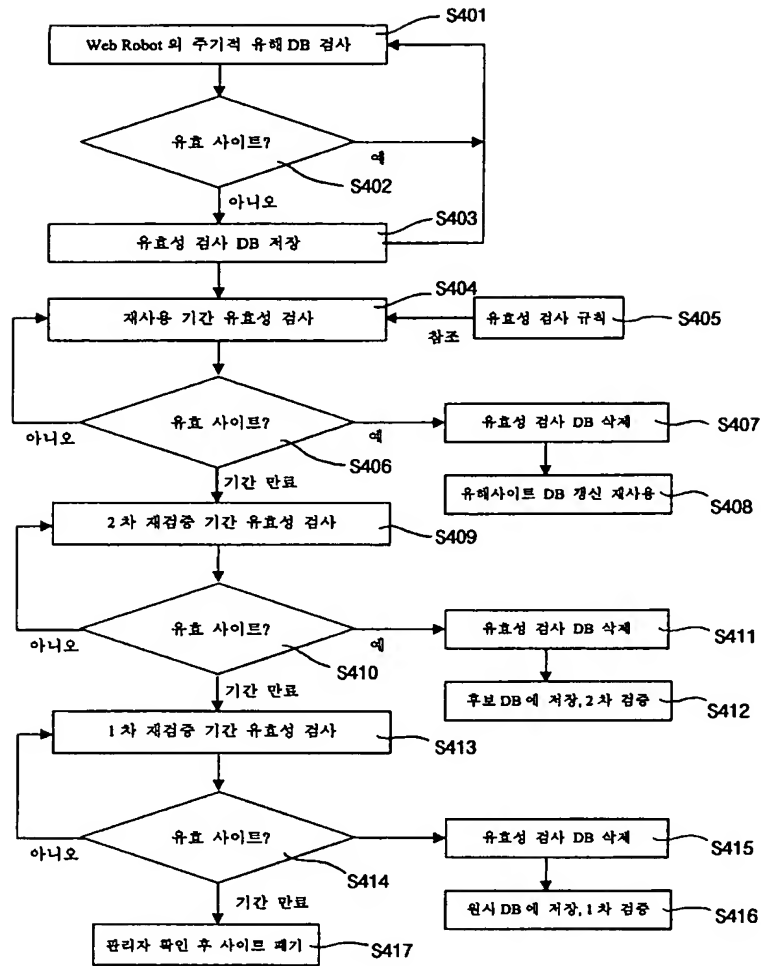 S401
Web Robot 의 주기적 유해 DB 검사
유효 사이트?
예
S402
아니오
S403
유효성 검사 DB 저장
S404
재사용 기간 유효성 검사
유효성 검사 규칙
S405
참조
유효 사이트?
아니오
예
S406
유효성 검사 DB 삭제
S407
기간 만료
유해사이트 DB 갱신 재사용
S408
2차 재검증 기간 유효성 검사
S409
유효 사이트?
아니오
예
S410
유효성 검사 DB 삭제
S411
기간 만료
후보 DB에 저장, 2차 검증
S412
1차 재검증 기간 유효성 검사
S413
유효 사이트?
아니오
S414
유효성 검사 DB 삭제
S415
기간 만료
원시 DB에 저장, 1차 검증
S416
관리자 확인 후 사이트 폐기
S417